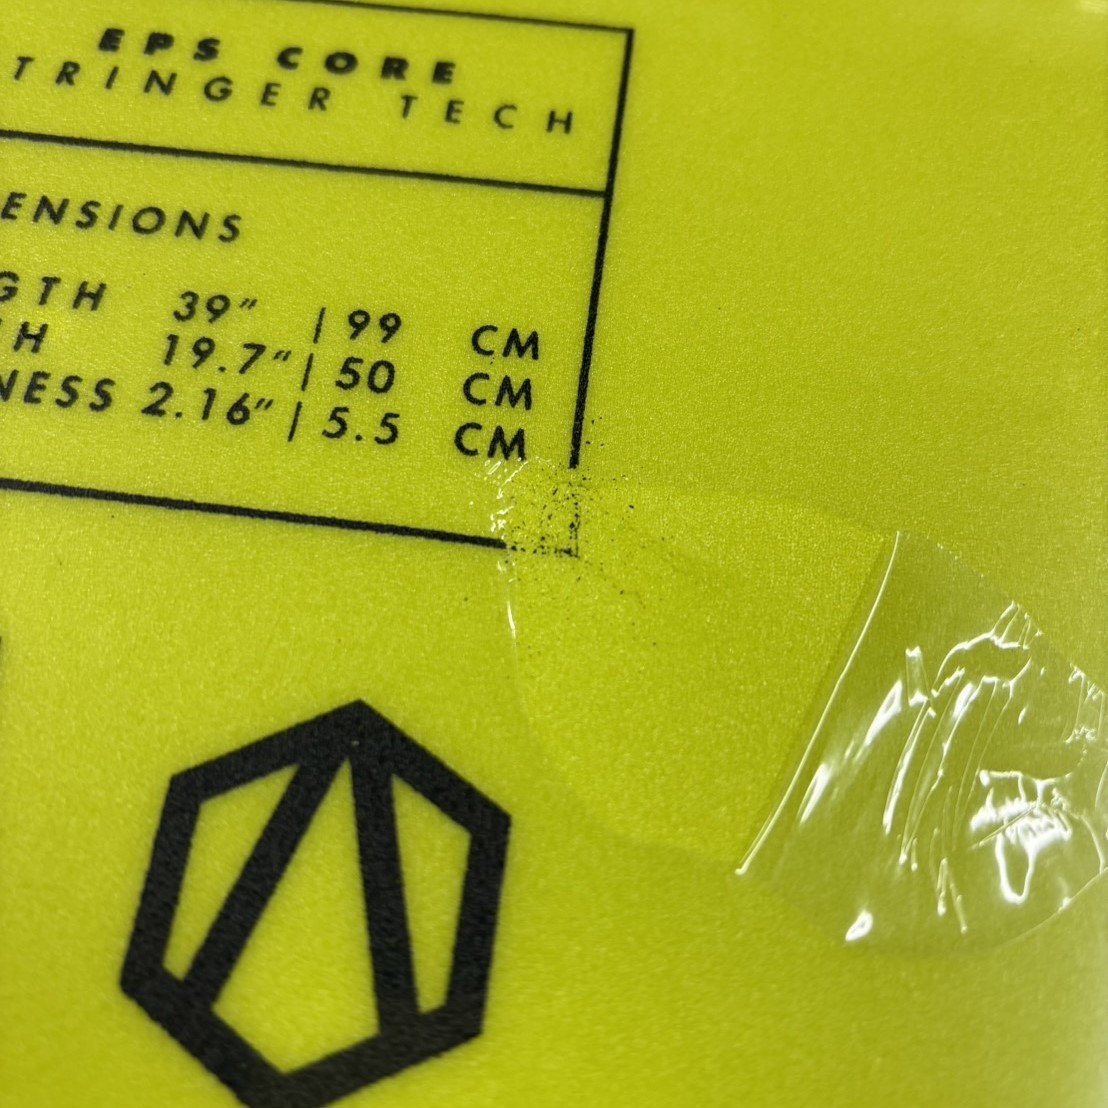 EPS CORE
TRINGER TECH
ENSIONS
GTH 39" | 99 CM
H 19.7" | 50 CM
NESS 2.16" | 5.5 CM